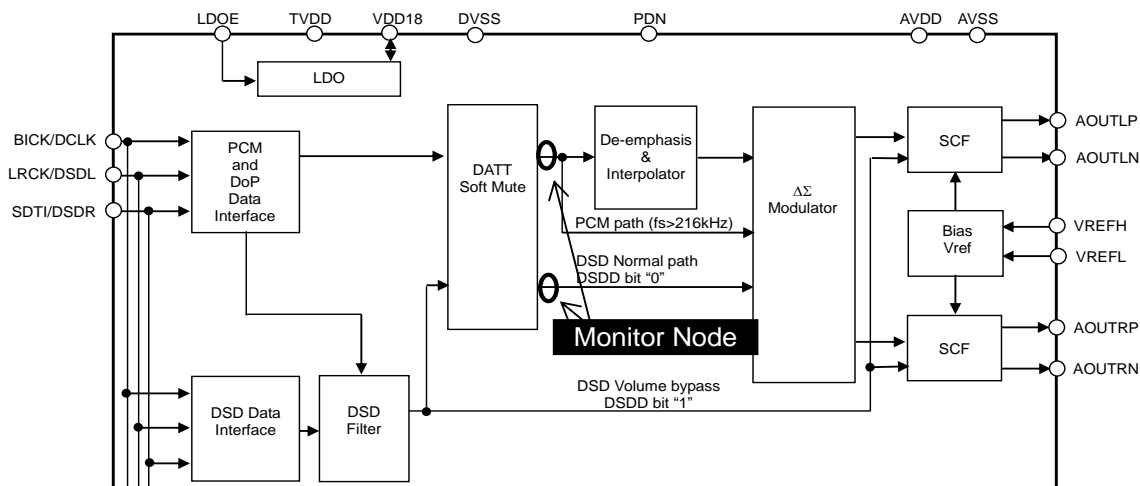 LDOE
TVDD
VDD18
DVSS
PDN
AVDD
AVSS
LDO
BICK/DCLK
LRCK/DSDL
SDTI/DSDR
PCM
and
DoP
Data
Interface
DATT
Soft Mute
De-emphasis
&
Interpolator
PCM path (fs>216kHz)
DSD Normal path
DSDD bit “0”
Monitor Node
ΔΣ
Modulator
SCF
AOUTLP
AOUTLN
Bias
Vref
VREFH
VREFL
SCF
AOUTRP
AOUTRN
DSD Data
Interface
DSD
Filter
DSD Volume bypass
DSDD bit “1”